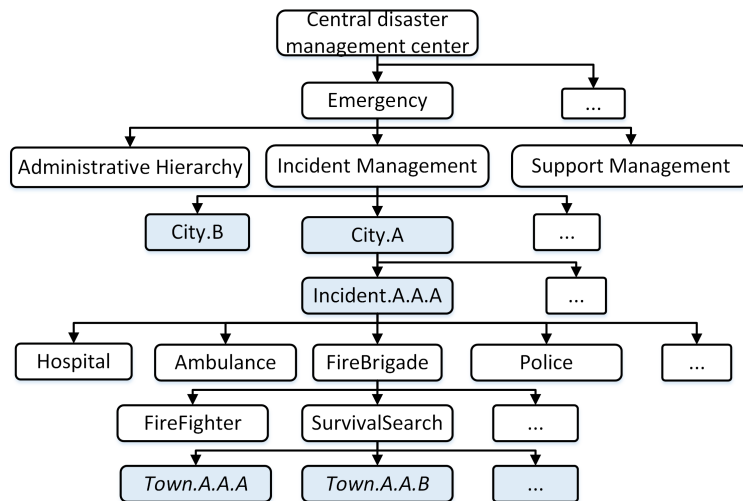 Central disaster
management center
Emergency
...
Administrative Hierarchy
Incident Management
Support Management
City.B
City.A
...
Incident.A.A.A
...
Hospital
Ambulance
FireBrigade
Police
...
FireFighter
SurvivalSearch
...
Town.A.A.A
Town.A.A.B
...